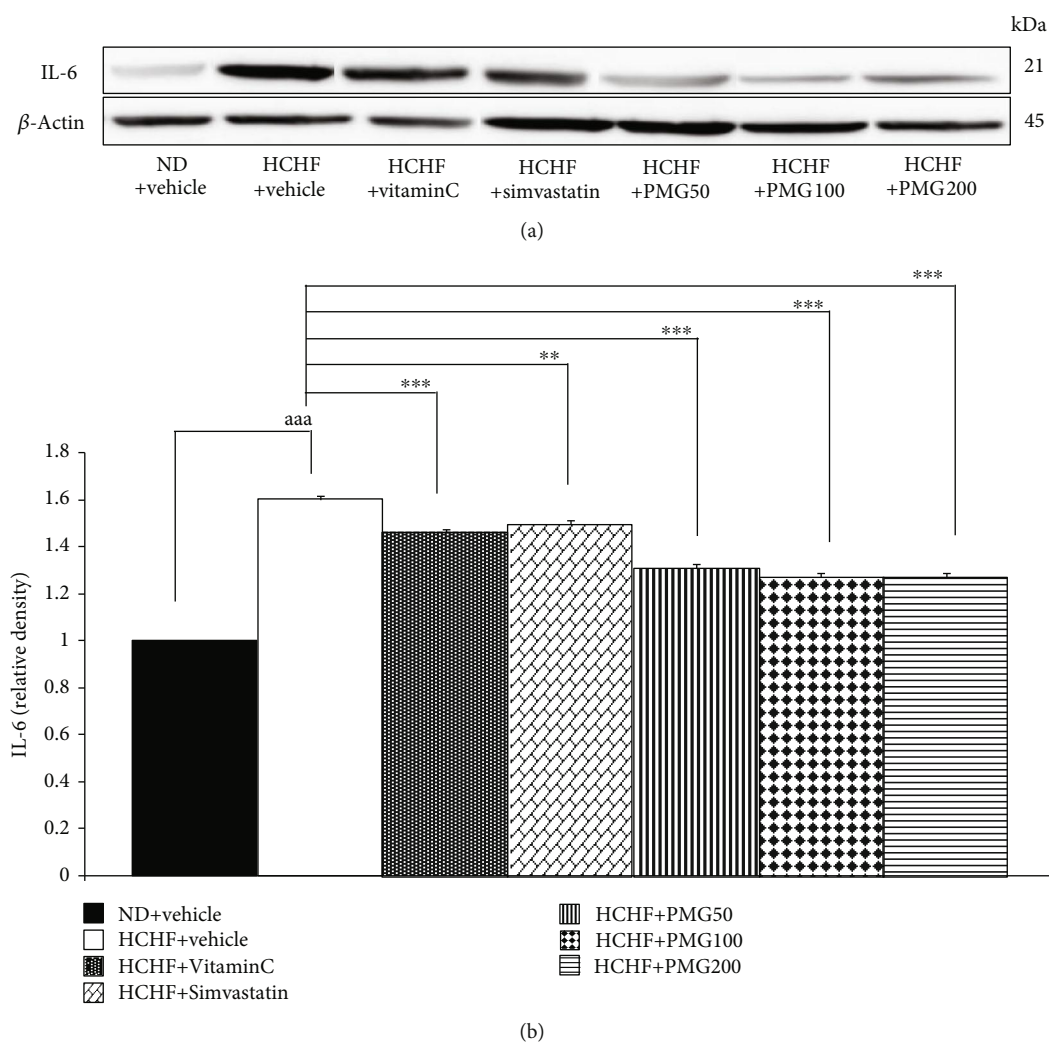 kDa
IL-6 21
β-Actin 45
ND HCHF HCHF HCHF HCHF HCHF HCHF
+vehicle +vehicle +vitaminC +simvastatin +PMG50 +PMG100 +PMG200
(a)
***
***
***
**
***
aaa
1.8
1.6
1.4
1.2
1
0.8
0.6
0.4
0.2
0
IL-6 (relative density)
ND+vehicle
HCHF+vehicle
HCHF+VitaminC
HCHF+Simvastatin
HCHF+PMG50
HCHF+PMG100
HCHF+PMG200
(b)